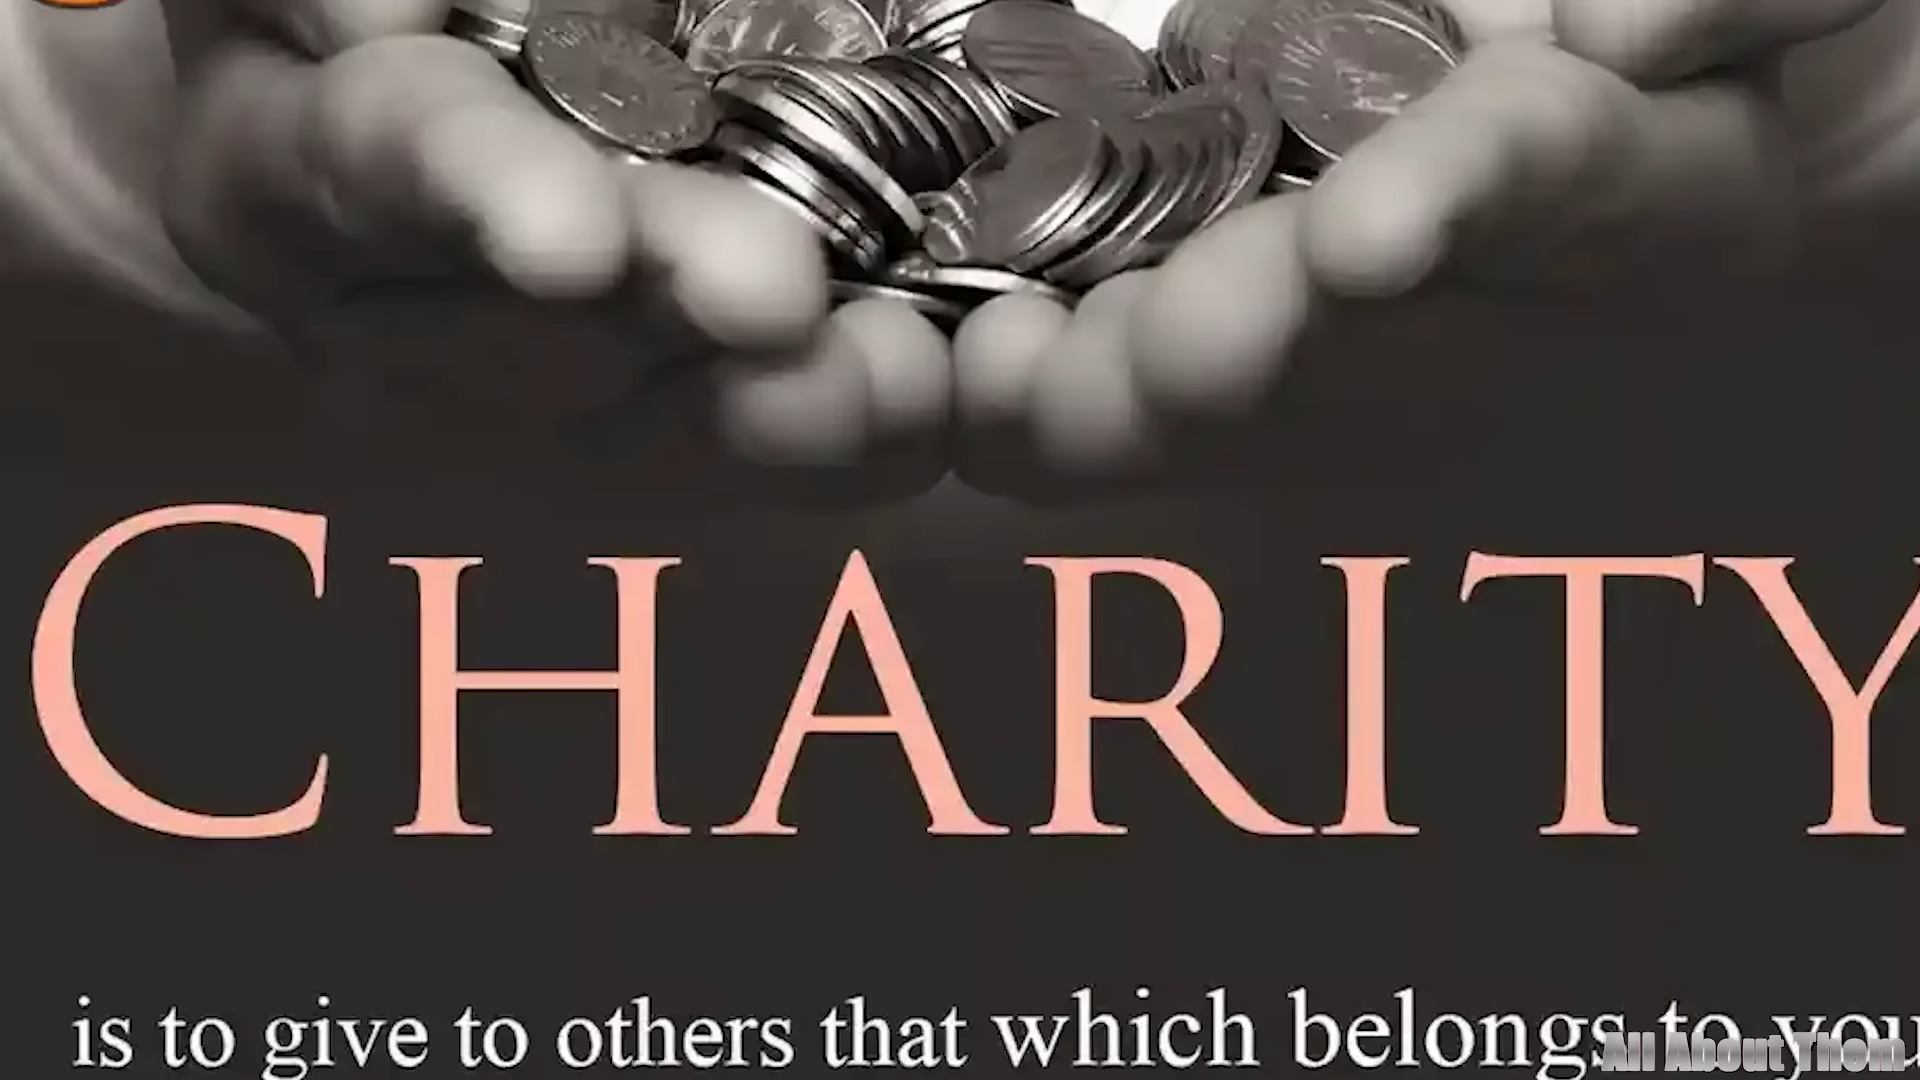 CHARITY
is to give to others that which belongs to you
All About Them